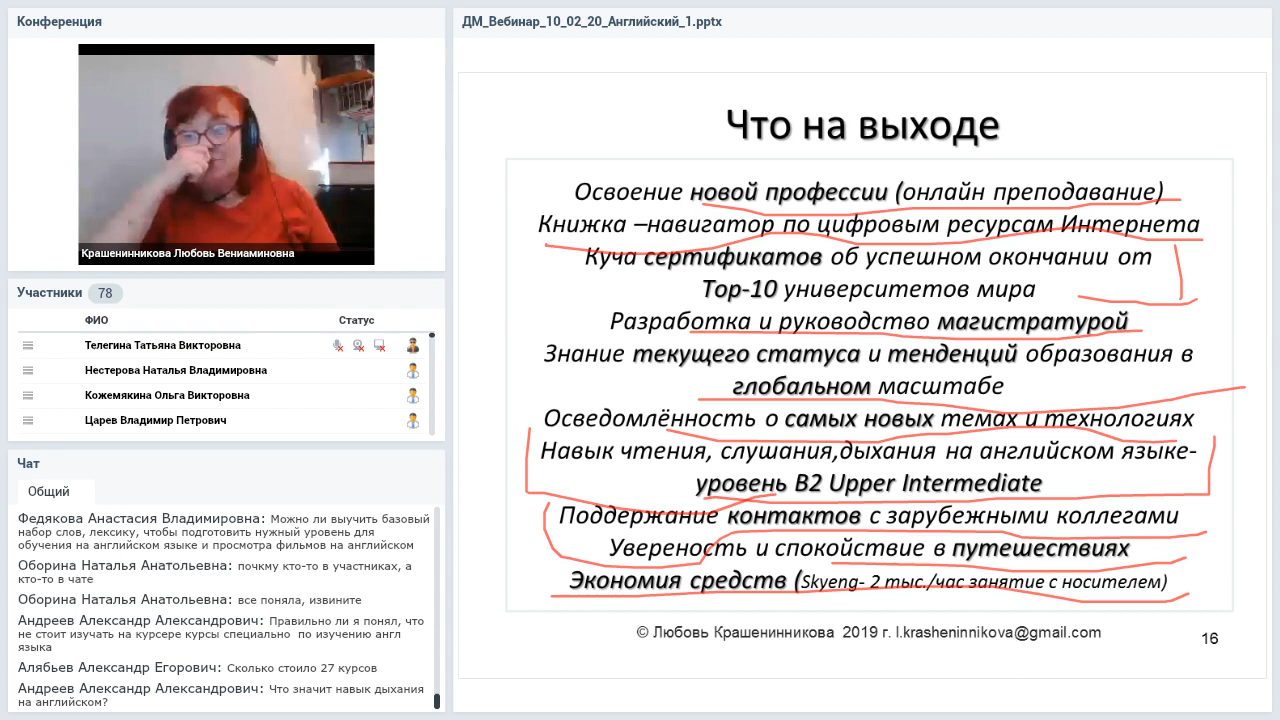 Конференция
Крашенинникова Любовь Вениаминовна
Участники 78
ФИО Статус
Телегина Татьяна Викторовна
Нестерова Наталья Владимировна
Кожемякина Ольга Викторовна
Царев Владимир Петрович
Чат
Общий
Федякова Анастасия Владимировна: Можно ли выучить базовый
набор слов, лексику, чтобы подготовить нужный уровень для
обучения на английском языке и просмотра фильмов на английском
Оборина Наталья Анатольевна: почкму кто-то в участниках, а
кто-то в чате
Оборина Наталья Анатольевна: все поняла, извините
Андреев Александр Александрович: Правильно ли я понял, что
не стоит изучать на курсере курсы специально по изучению англ
языка
Алябьев Александр Егорович: Сколько стоило 27 курсов
Андреев Александр Александрович: Что значит навык дыхания
на английском?
ДМ_Вебинар_10_02_20_Английский_1.pptx
Что на выходе
Освоение новой профессии (онлайн преподавание)
Книжка –навигатор по цифровым ресурсам Интернета
Куча сертификатов об успешном окончании от
Top-10 университетов мира
Разработка и руководство магистратурой
Знание текущего статуса и тенденций образования в
глобальном масштабе
Осведомлённость о самых новых темах и технологиях
Навык чтения, слушания,дыхания на английском языке-
уровень B2 Upper Intermediate
Поддержание контактов с зарубежными коллегами
Увереность и спокойствие в путешествиях
Экономия средств (Skyeng- 2 тыс./час занятие с носителем)
© Любовь Крашенинникова 2019 г. l.krasheninnikova@gmail.com
16